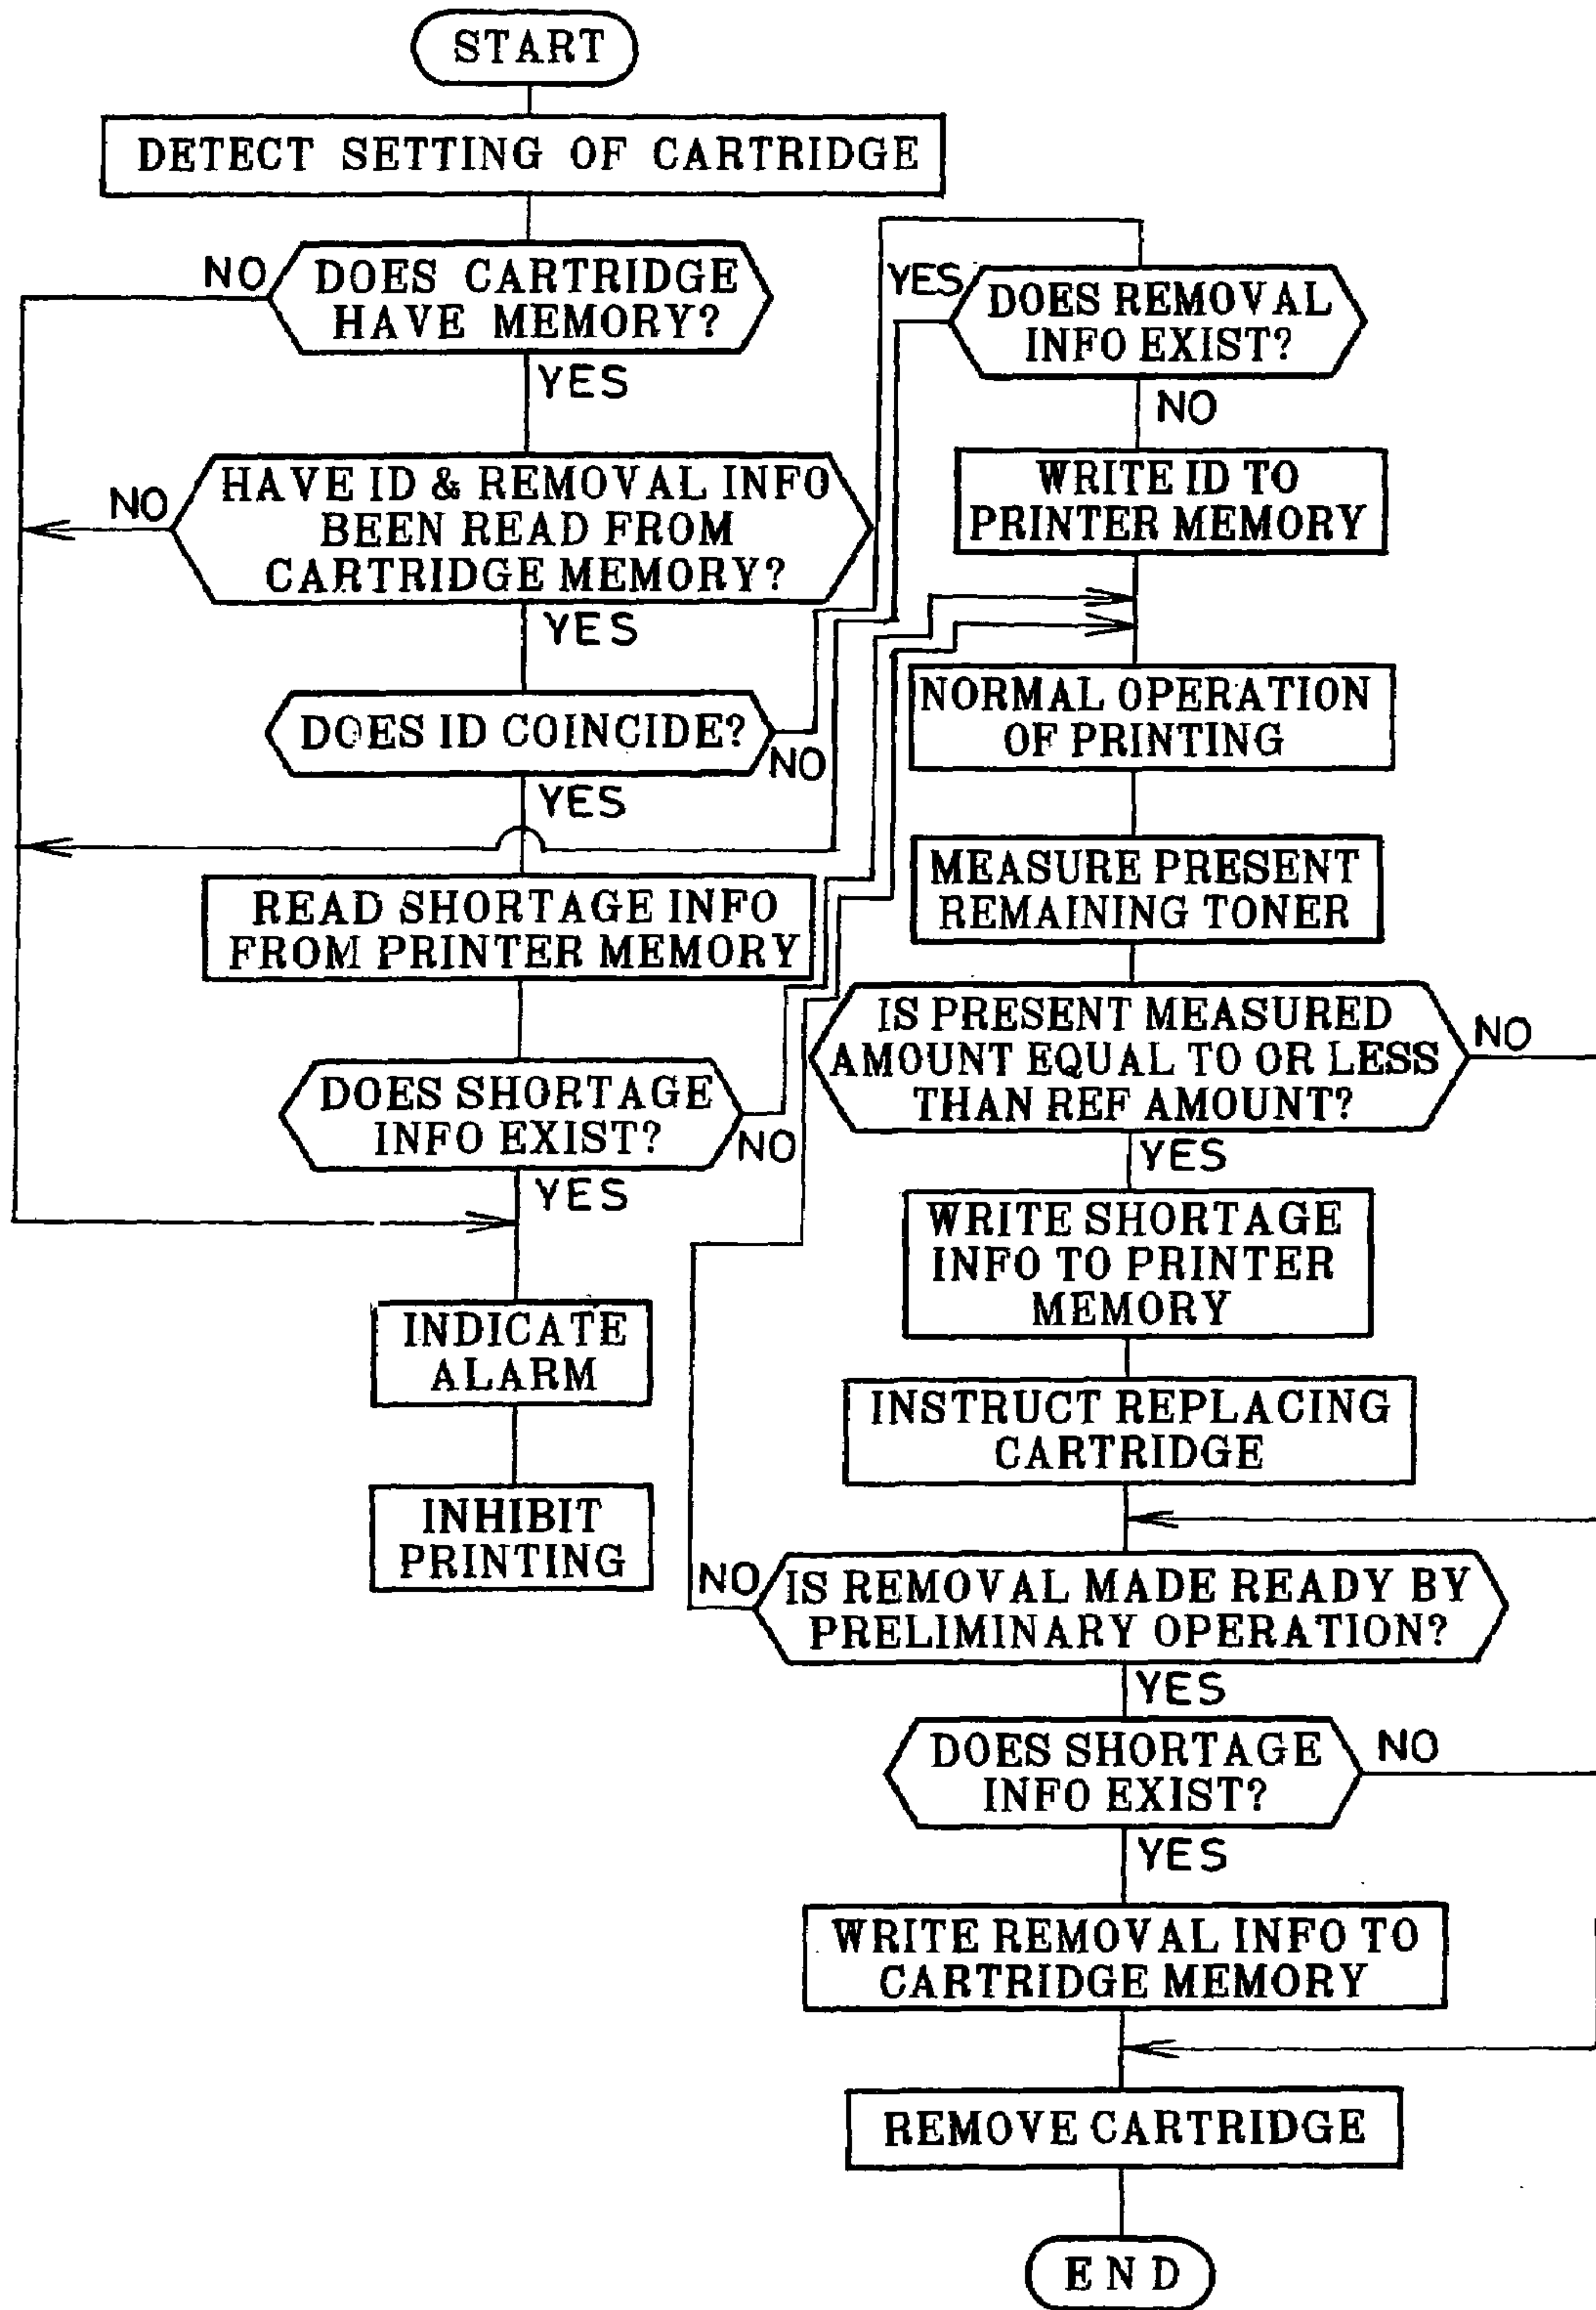 START
DETECT SETTING OF CARTRIDGE
NO
DOES CARTRIDGE
HAVE MEMORY?
YES
NO
HAVE ID & REMOVAL INFO
BEEN READ FROM
CARTRIDGE MEMORY?
YES
DOES ID COINCIDE?
NO
YES
READ SHORTAGE INFO
FROM PRINTER MEMORY
DOES SHORTAGE
INFO EXIST?
NO
YES
INDICATE
ALARM
INHIBIT
PRINTING
YES
DOES REMOVAL
INFO EXIST?
NO
WRITE ID TO
PRINTER MEMORY
NORMAL OPERATION
OF PRINTING
MEASURE PRESENT
REMAINING TONER
IS PRESENT MEASURED
AMOUNT EQUAL TO OR LESS
THAN REF AMOUNT?
NO
YES
WRITE SHORTAGE
INFO TO PRINTER
MEMORY
INSTRUCT REPLACING
CARTRIDGE
NO
IS REMOVAL MADE READY BY
PRELIMINARY OPERATION?
YES
DOES SHORTAGE
INFO EXIST?
NO
YES
WRITE REMOVAL INFO TO
CARTRIDGE MEMORY
REMOVE CARTRIDGE
END